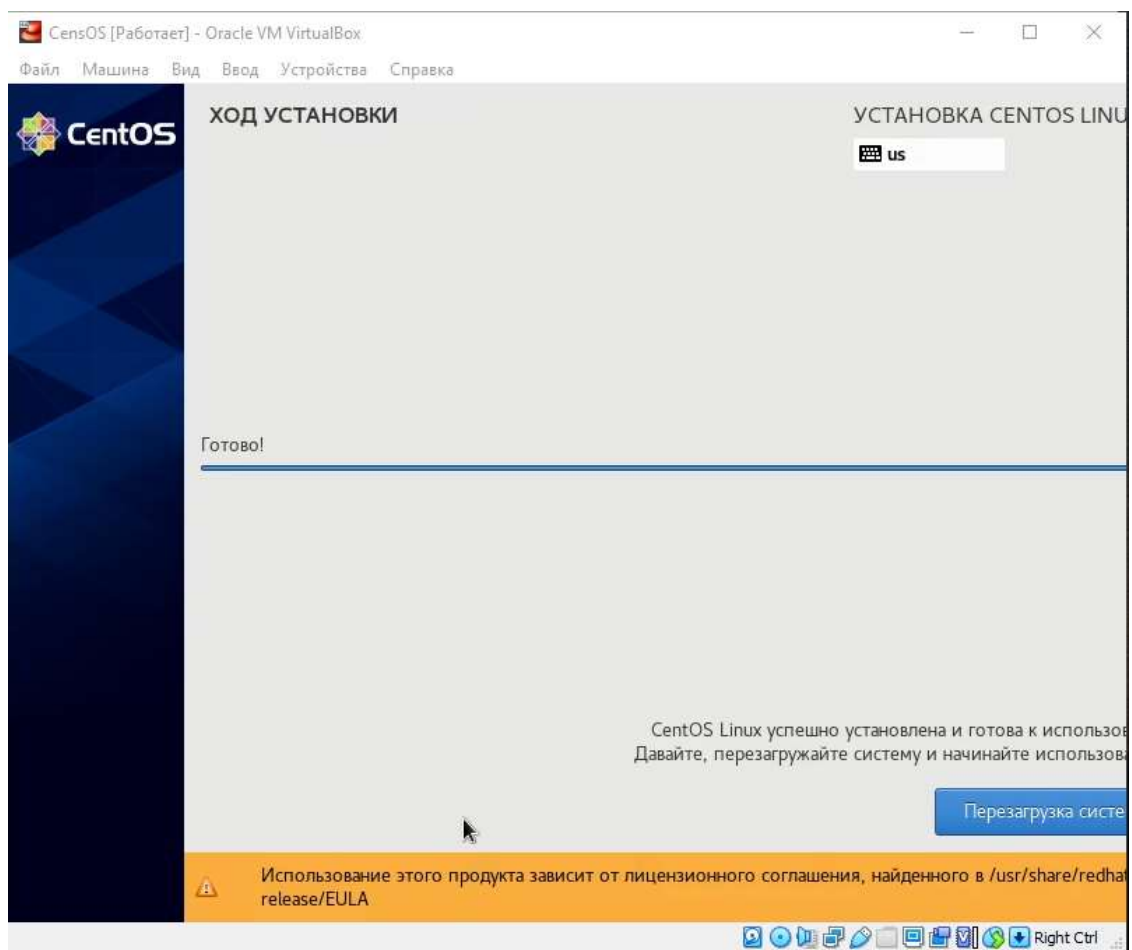 CensOS [Работает] - Oracle VM VirtualBox
Файл Машина Вид Ввод Устройства Справка
CentOS
ХОД УСТАНОВКИ
УСТАНОВКА CENTOS LINU
us
Готово!
CentOS Linux успешно установлена и готова к использов
Давайте, перезагружайте систему и начинайте использова
Перезагрузка систе
Использование этого продукта зависит от лицензионного соглашения, найденного в /usr/share/redhat
release/EULA
Right Ctrl